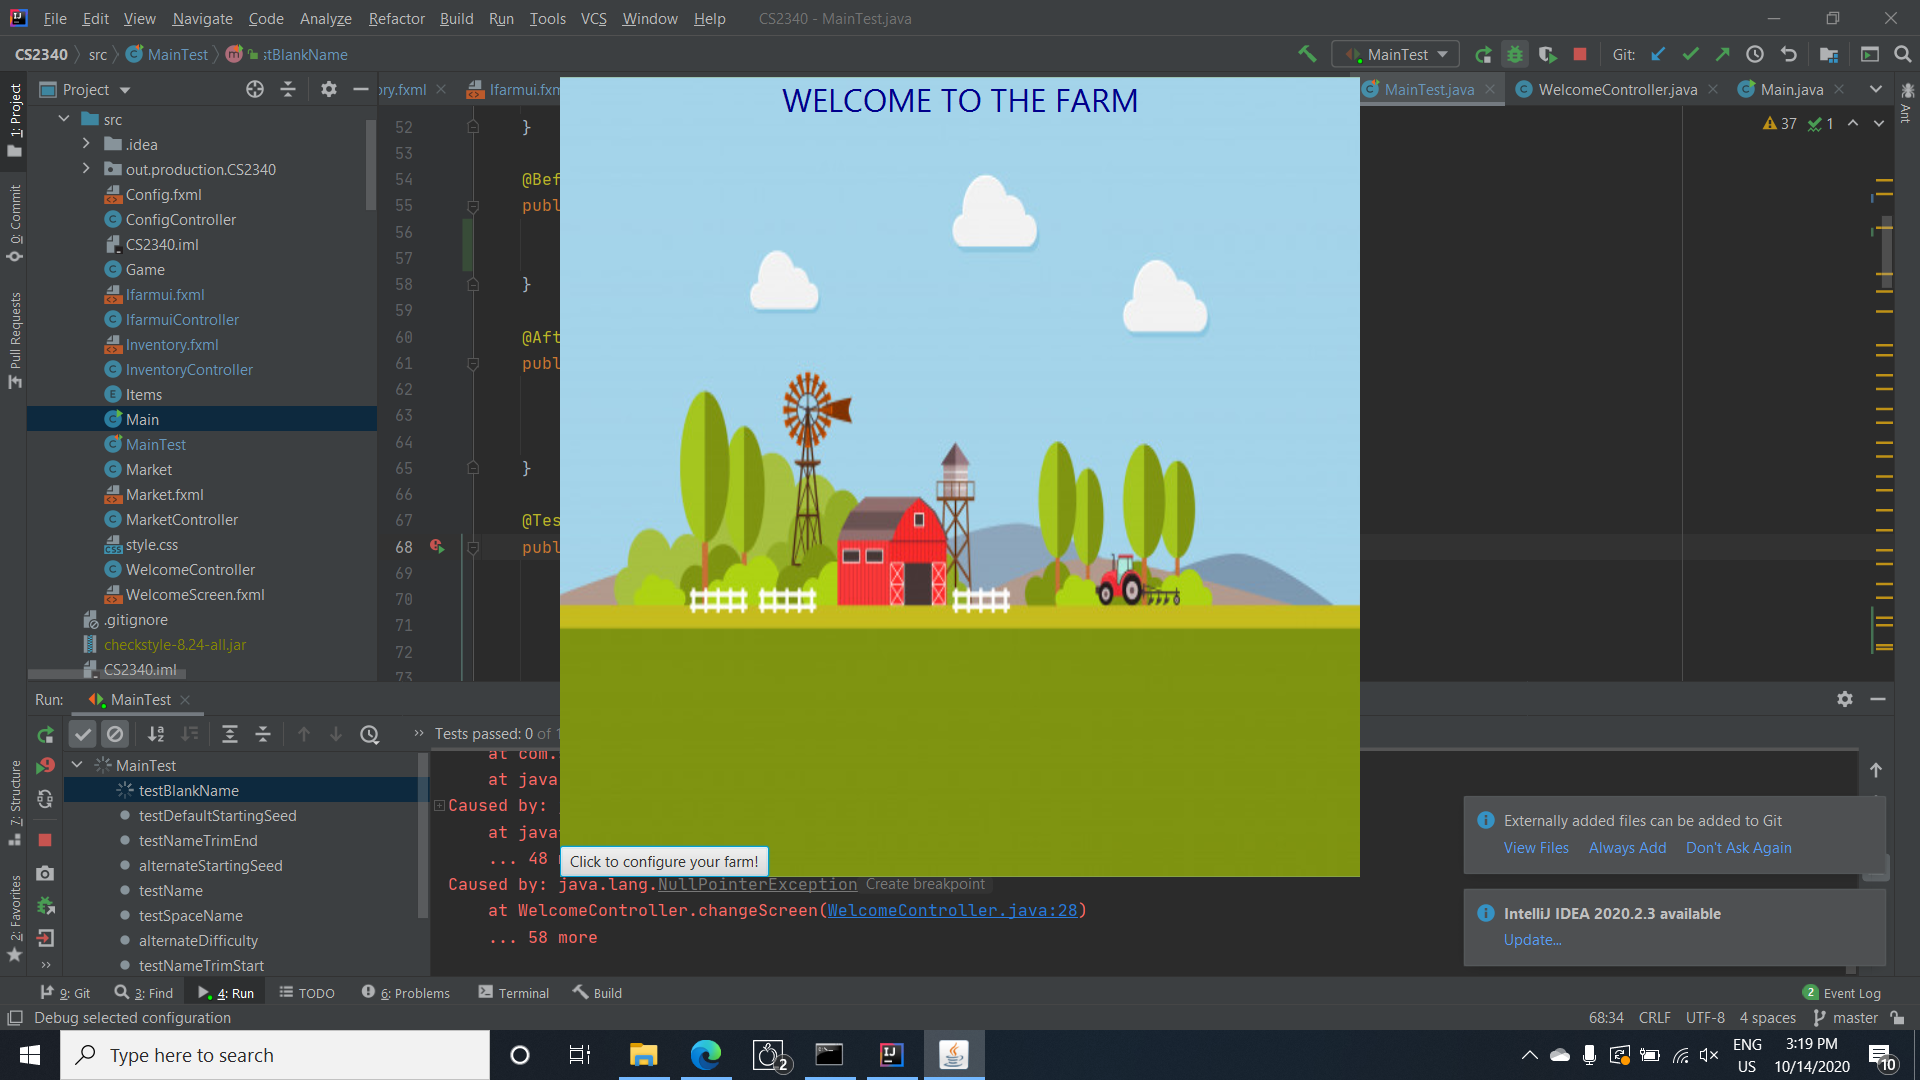 File Edit View Navigate Code Analyze Refactor Build Run Tools VCS Window Help CS2340 - MainTest.java
CS2340 src MainTest stBlankName MainTest Git:
Project ory.fxml Ifarmui.fxm MainTest.java WelcomeController.java Main.java
WELCOME TO THE FARM
37 1
1: Project
0: Commit
Pull Requests
7: Structure
2: Favorites
Ant
src
.idea
out.production.CS2340
Config.fxml
ConfigController
CS2340.iml
Game
Ifarmui.fxml
IfarmuiController
Inventory.fxml
InventoryController
Items
Main
MainTest
Market
Market.fxml
MarketController
style.css
WelcomeController
WelcomeScreen.fxml
.gitignore
checkstyle-8.24-all.jar
CS2340.iml
52 }
53
54 @Bef
55 publ
56
57
58 }
59
60 @Aft
61 publ
62
63
64
65 }
66
67 @Tes
68 publ
69
70
71
72
73
Run: MainTest
Tests passed: 0 of 1
MainTest
testBlankName
testDefaultStartingSeed
testNameTrimEnd
alternateStartingSeed
testName
testSpaceName
alternateDifficulty
testNameTrimStart
at com.
at java
Caused by:
at java
... 48
Click to configure your farm!
Caused by: java.lang.NullPointerException Create breakpoint
at WelcomeController.changeScreen(WelcomeController.java:28)
... 58 more
Externally added files can be added to Git
View Files Always Add Don't Ask Again
IntelliJ IDEA 2020.2.3 available
Update...
9: Git 3: Find 4: Run TODO 6: Problems Terminal Build 2 Event Log
Debug selected configuration 68:34 CRLF UTF-8 4 spaces master
Type here to search 2 ENG US 3:19 PM 10/14/2020 10